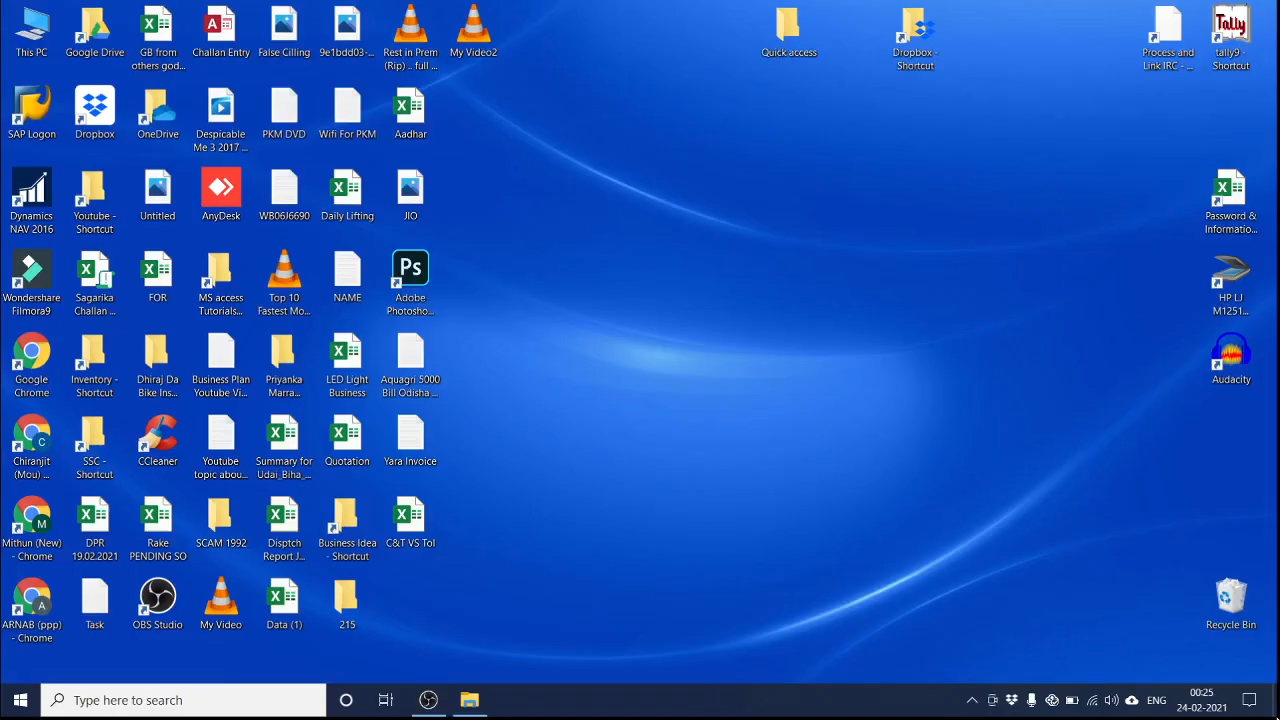 This PC
Google Drive
GB from
others god...
Challan Entry
False Cilling
9e1bdd03-...
Rest in Prem
(Rip) .. full ...
My Video2
Quick access
Dropbox -
Shortcut
Process and
Link IRC - ...
Tally
tally9 -
Shortcut
SAP Logon
Dropbox
OneDrive
Despicable
Me 3 2017 ...
PKM DVD
Wifi For PKM
Aadhar
Dynamics
NAV 2016
Youtube -
Shortcut
Untitled
AnyDesk
WB06J6690
Daily Lifting
JIO
Password &
Informatio...
Wondershare
Filmora9
Sagarika
Challan ...
FOR
MS access
Tutorials...
Top 10
Fastest Mo...
NAME
Ps
Adobe
Photosho...
HP LJ
M1251...
Google
Chrome
Inventory -
Shortcut
Dhiraj Da
Bike Ins...
Business Plan
Youtube Vi...
Priyanka
Marra...
LED Light
Business
Aquagri 5000
Bill Odisha ...
Audacity
C
Chiranjit
(Mou) ...
SSC -
Shortcut
CCleaner
Youtube
topic abou...
Summary for
Udai_Biha_...
Quotation
Yara Invoice
M
Mithun (New)
- Chrome
DPR
19.02.2021
Rake
PENDING SO
SCAM 1992
Disptch
Report J...
Business Idea
- Shortcut
C&T VS Tol
A
ARNAB (ppp)
- Chrome
Task
OBS Studio
My Video
Data (1)
215
Recycle Bin
Type here to search
ENG
00:25
24-02-2021